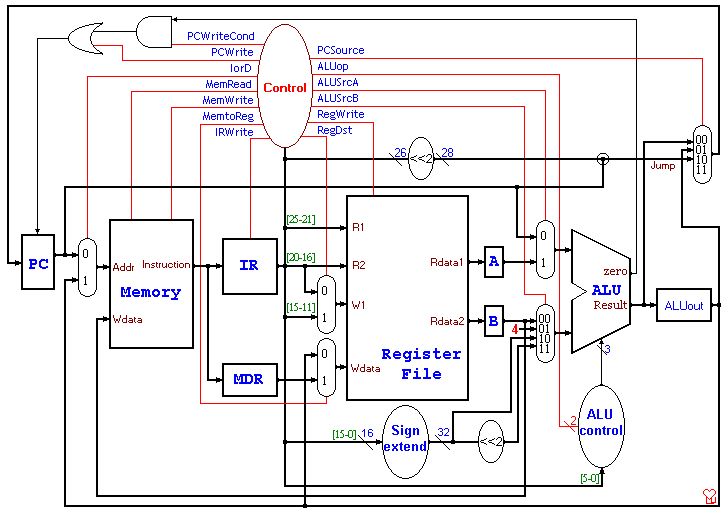 PCWriteCond
PCWrite
IorD
MemRead
MemWrite
MemtoReg
IRWrite
Control
PCSource
ALUop
ALUSrcA
ALUSrcB
RegWrite
RegDst
26
<<2
28
Jump
00
01
10
11
PC
0
1
Addr
Instruction
Memory
Wdata
IR
MDR
[25-21]
[20-16]
[15-11]
[15-0]
0
1
0
1
R1
R2
W1
Wdata
Rdata1
Rdata2
Register
File
A
B
4
0
1
00
01
10
11
zero
ALU
Result
ALUout
3
16
Sign
extend
32
<<2
2
ALU
control
[5-0]